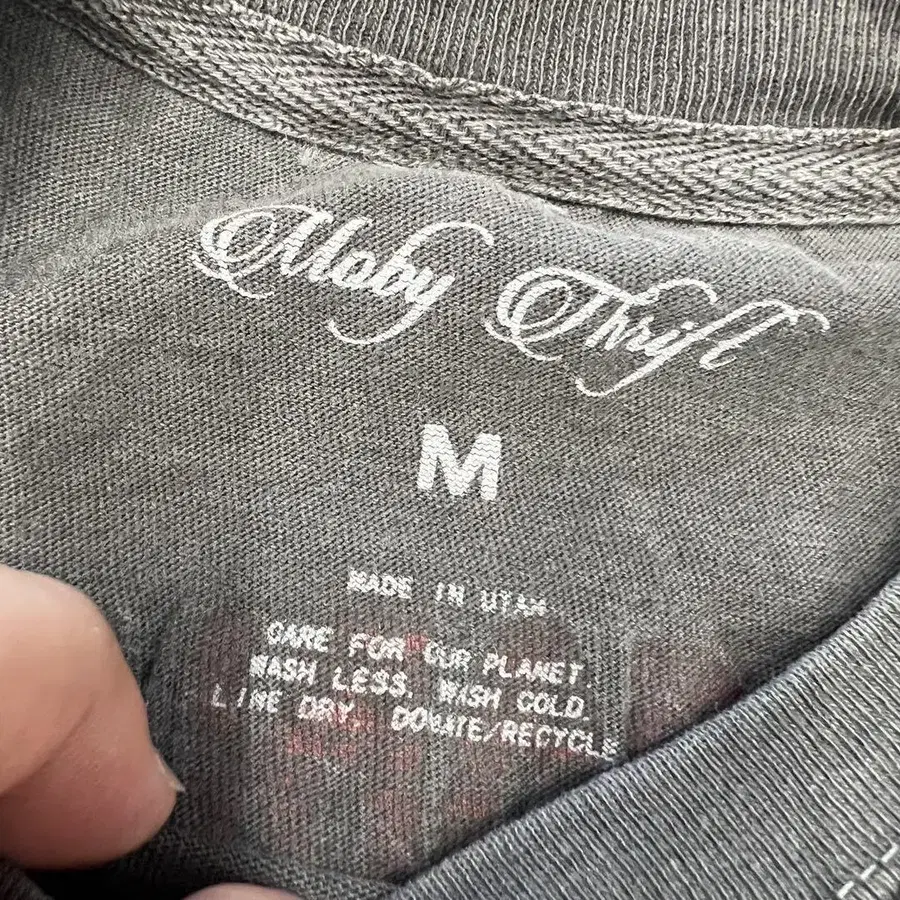 Moby Thrift
M
MADE IN UTAH
CARE FOR OUR PLANET.
WASH LESS. WASH COLD.
LINE DRY. DONATE/RECYCLE